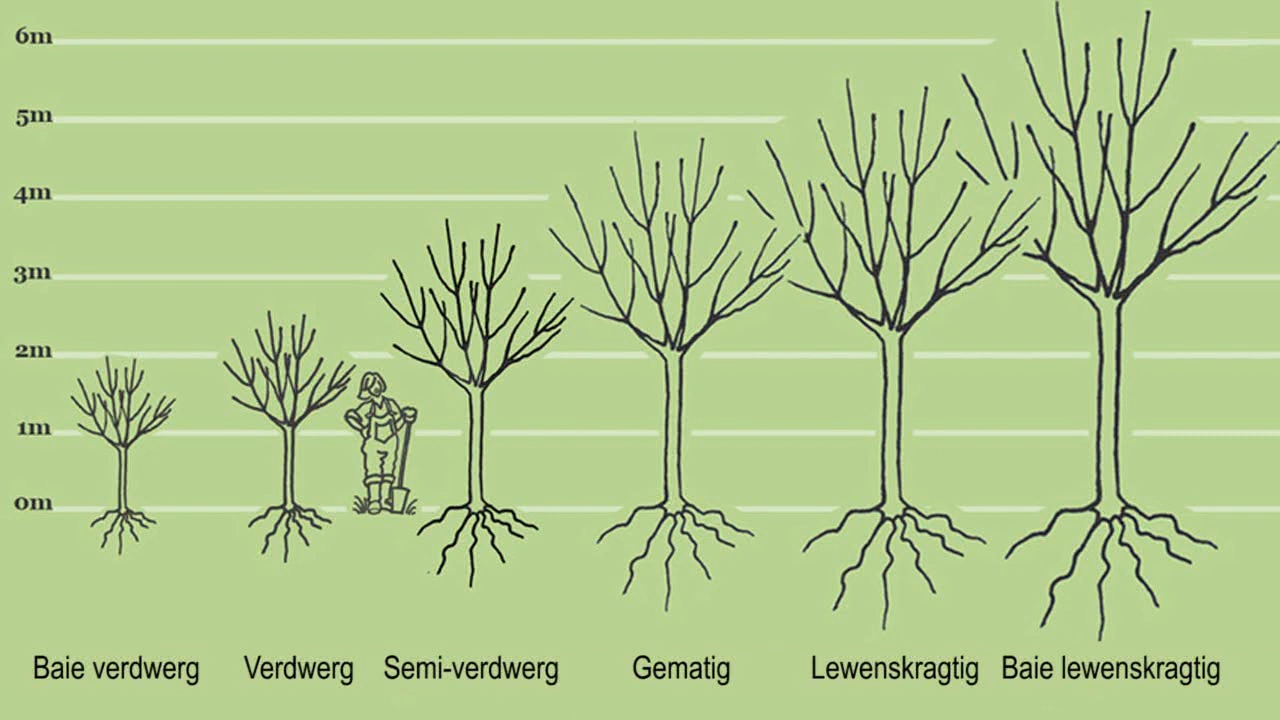 6m
5m
4m
3m
2m
1m
0m
Baie verdwerg Verdwerg Semi-verdwerg Gematig Lewenskragtig Baie lewenskragtig